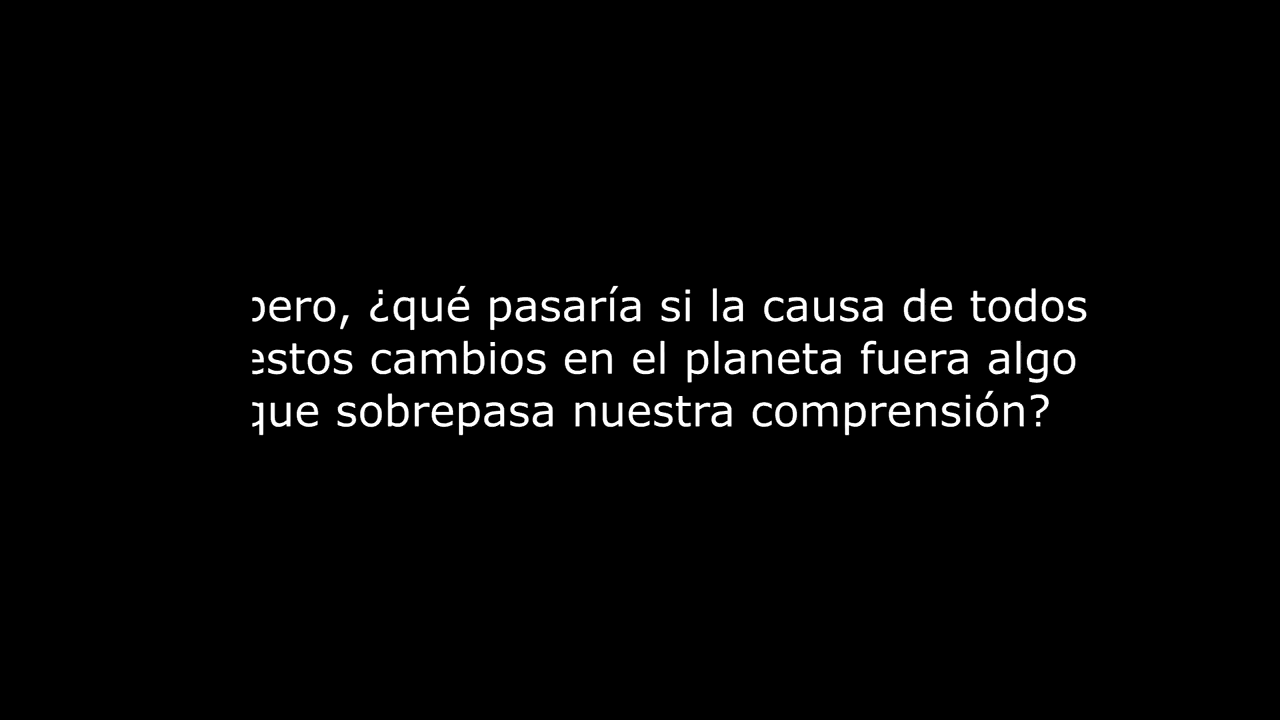 pero, ¿qué pasaría si la causa de todos
estos cambios en el planeta fuera algo
que sobrepasa nuestra comprensión?